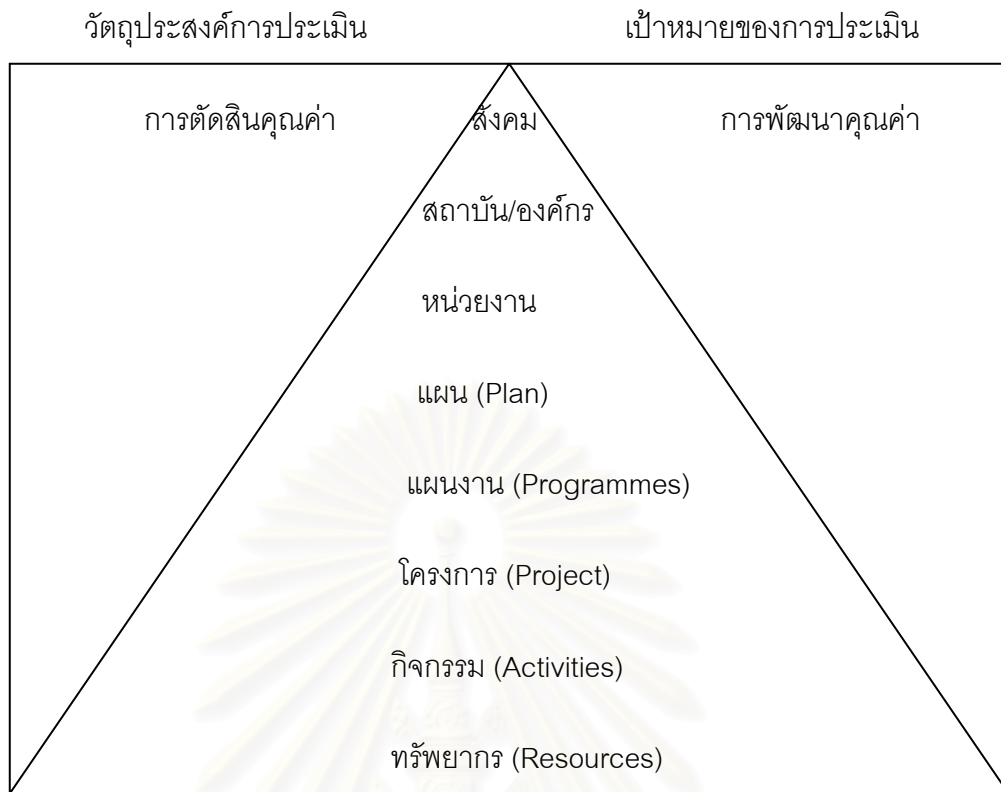 วัตถุประสงค์การประเมิน เป้าหมายของการประเมิน
การตัดสินคุณค่า สังคม การพัฒนาคุณค่า
สถาบัน/องค์กร
หน่วยงาน
แผน (Plan)
แผนงาน (Programmes)
โครงการ (Project)
กิจกรรม (Activities)
ทรัพยากร (Resources)